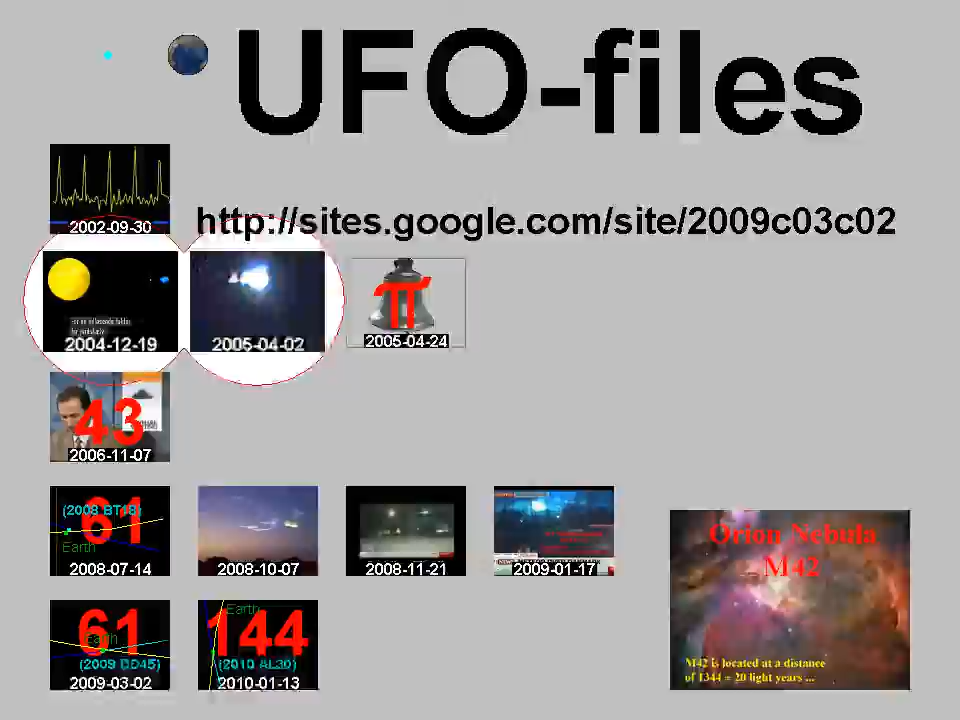 UFO-files
2002-09-30
http://sites.google.com/site/2009c03c02
2004-12-19
2005-04-02
π
2005-04-24
43
2006-11-07
61
(2008 BT18)
Earth
2008-07-14
2008-10-07
2008-11-21
2009-01-17
Orion Nebula
M42
M42 is located at a distance
of 1344 ± 20 light years ...
61
Earth
(2009 DD45)
2009-03-02
144
Earth
(2010 AL30)
2010-01-13